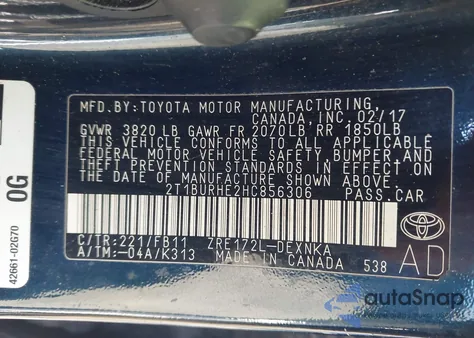 MFD.BY:TOYOTA MOTOR MANUFACTURING,
CANADA, INC. 02/17
GVWR 3820 LB GAWR FR 2070LB RR 1850LB
THIS VEHICLE CONFORMS TO ALL APPLICABLE
FEDERAL MOTOR VEHICLE SAFETY, BUMPER AND
THEFT PREVENTION STANDARDS IN EFFECT ON
THE DATE OF MANUFACTURE SHOWN ABOVE.
2T1BURHE2HC856306 PASS.CAR
C/TR:221/FB11 ZRE172L-DEXNKA
A/TM:-04A/K313 MADE IN CANADA 538
AD
0G
42661-02G70
autoSnap